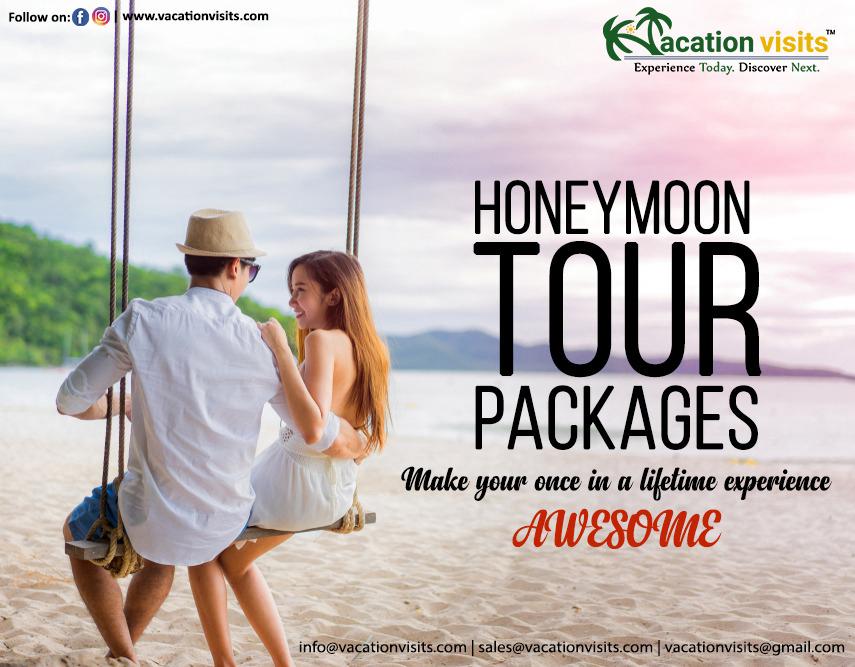 Follow on: | www.vacationvisits.com
Vacation visits™
Experience Today. Discover Next.
HONEYMOON
TOUR
PACKAGES
Make your once in a lifetime experience
AWESOME
info@vacationvisits.com | sales@vacationvisits.com | vacationvisits@gmail.com